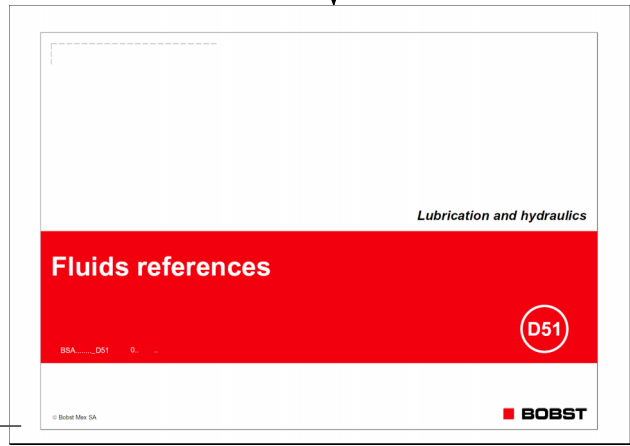 Lubrication and hydraulics
Fluids references
D51
BSA........_D51 0.. ..
© Bobst Mex SA
BOBST